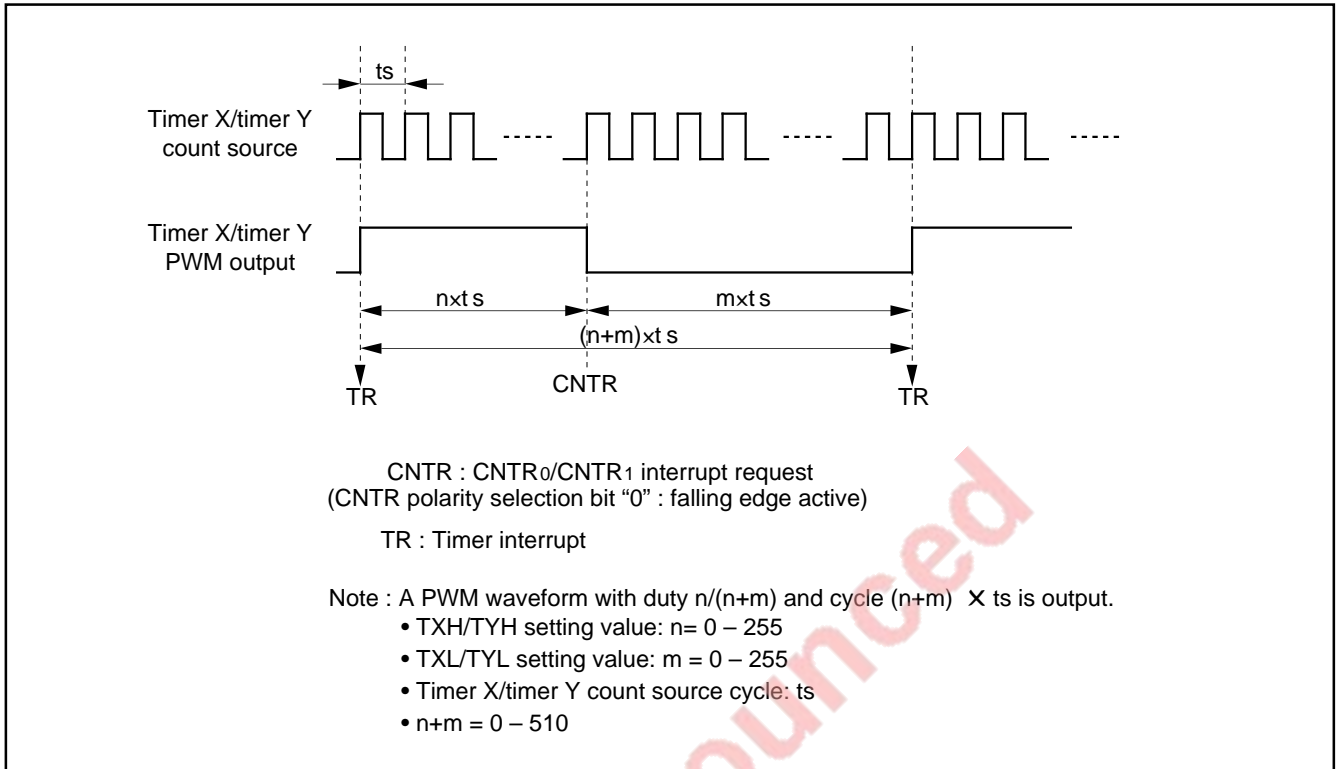 ts
Timer X/timer Y
count source
Timer X/timer Y
PWM output
n×t s
m×t s
(n+m)×t s
TR
CNTR
TR
CNTR : CNTR0/CNTR1 interrupt request
(CNTR polarity selection bit “0” : falling edge active)
TR : Timer interrupt
Note : A PWM waveform with duty n/(n+m) and cycle (n+m) × ts is output.
• TXH/TYH setting value: n= 0 – 255
• TXL/TYL setting value: m = 0 – 255
• Timer X/timer Y count source cycle: ts
• n+m = 0 – 510
ounced